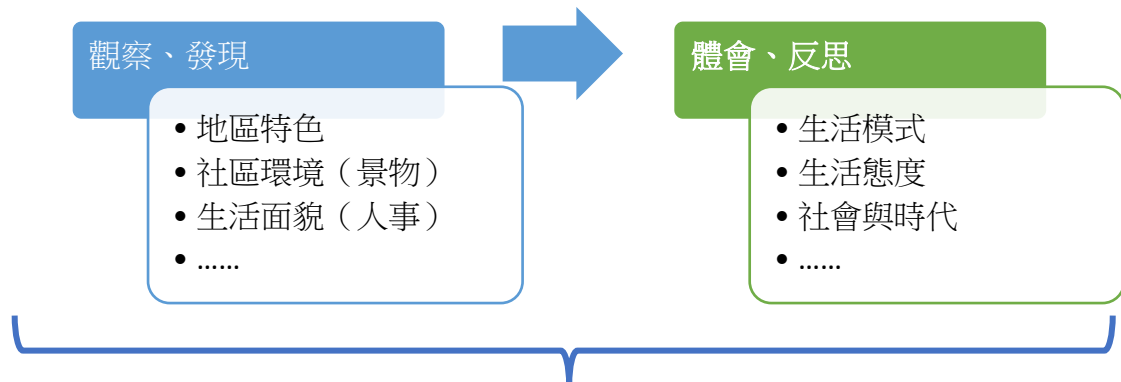 觀察、發現
• 地區特色
• 社區環境（景物）
• 生活面貌（人事）
• ......
體會、反思
• 生活模式
• 生活態度
• 社會與時代
• ......